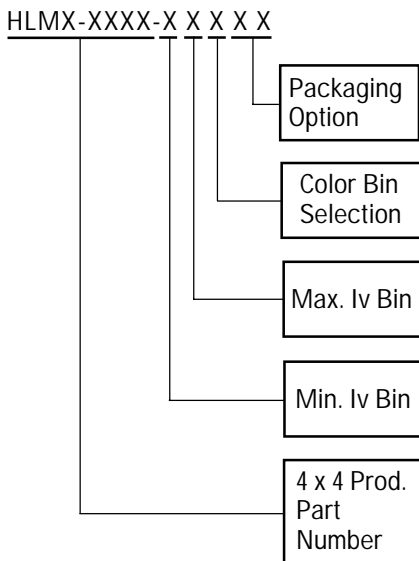 HLMX-XXXX-X X X X X
Packaging
Option
Color Bin
Selection
Max. Iv Bin
Min. Iv Bin
4 x 4 Prod.
Part
Number